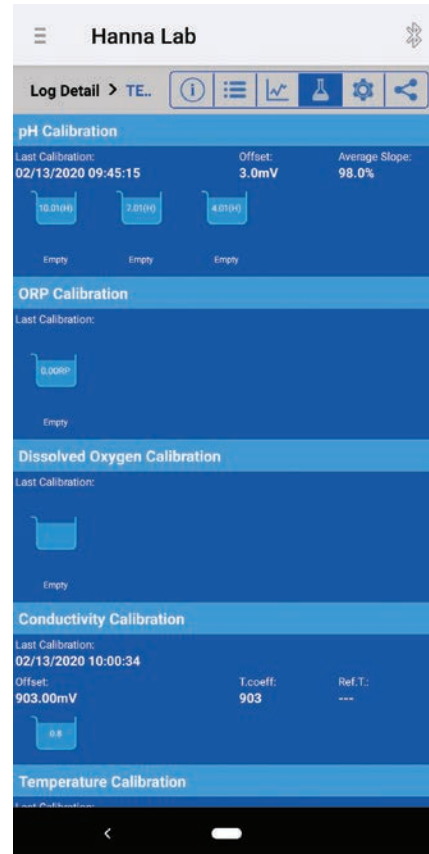 Hanna Lab
Log Detail > TE..
pH Calibration
Last Calibration: Offset: Average Slope:
02/13/2020 09:45:15 3.0mV 98.0%
10.01(H) 7.01(H) 4.01(H)
Empty Empty Empty
ORP Calibration
Last Calibration:
0.0ORP
Empty
Dissolved Oxygen Calibration
Last Calibration:
Empty
Conductivity Calibration
Last Calibration:
02/13/2020 10:00:34
Offset: T.coeff: Ref.T.:
903.00mV 903 ---
0.8
Temperature Calibration
Last Calibration: